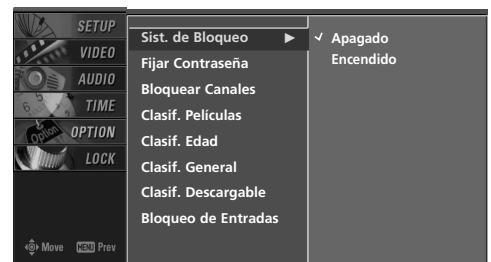 SETUP
VIDEO
AUDIO
TIME
OPTION
LOCK
Move MENU Prev
Sist. de Bloqueo ▶
Fijar Contraseña
Bloquear Canales
Clasif. Películas
Clasif. Edad
Clasif. General
Clasif. Descargable
Bloqueo de Entradas
✓ Apagado
Encendido